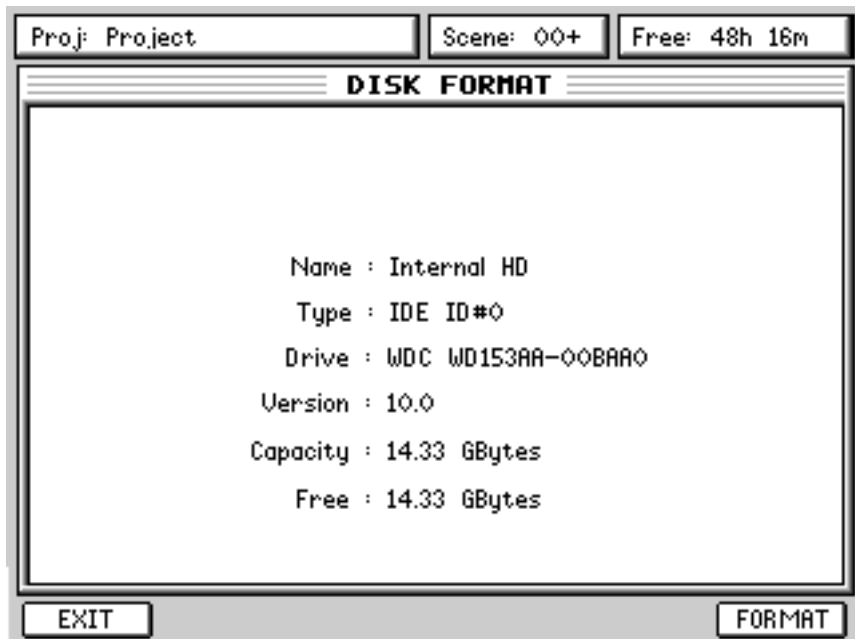 Proj: Project Scene: 00+ Free: 48h 16m
DISK FORMAT
Name : Internal HD
Type : IDE ID#0
Drive : WDC WD153AA-00BAA0
Version : 10.0
Capacity : 14.33 GBytes
Free : 14.33 GBytes
EXIT FORMAT